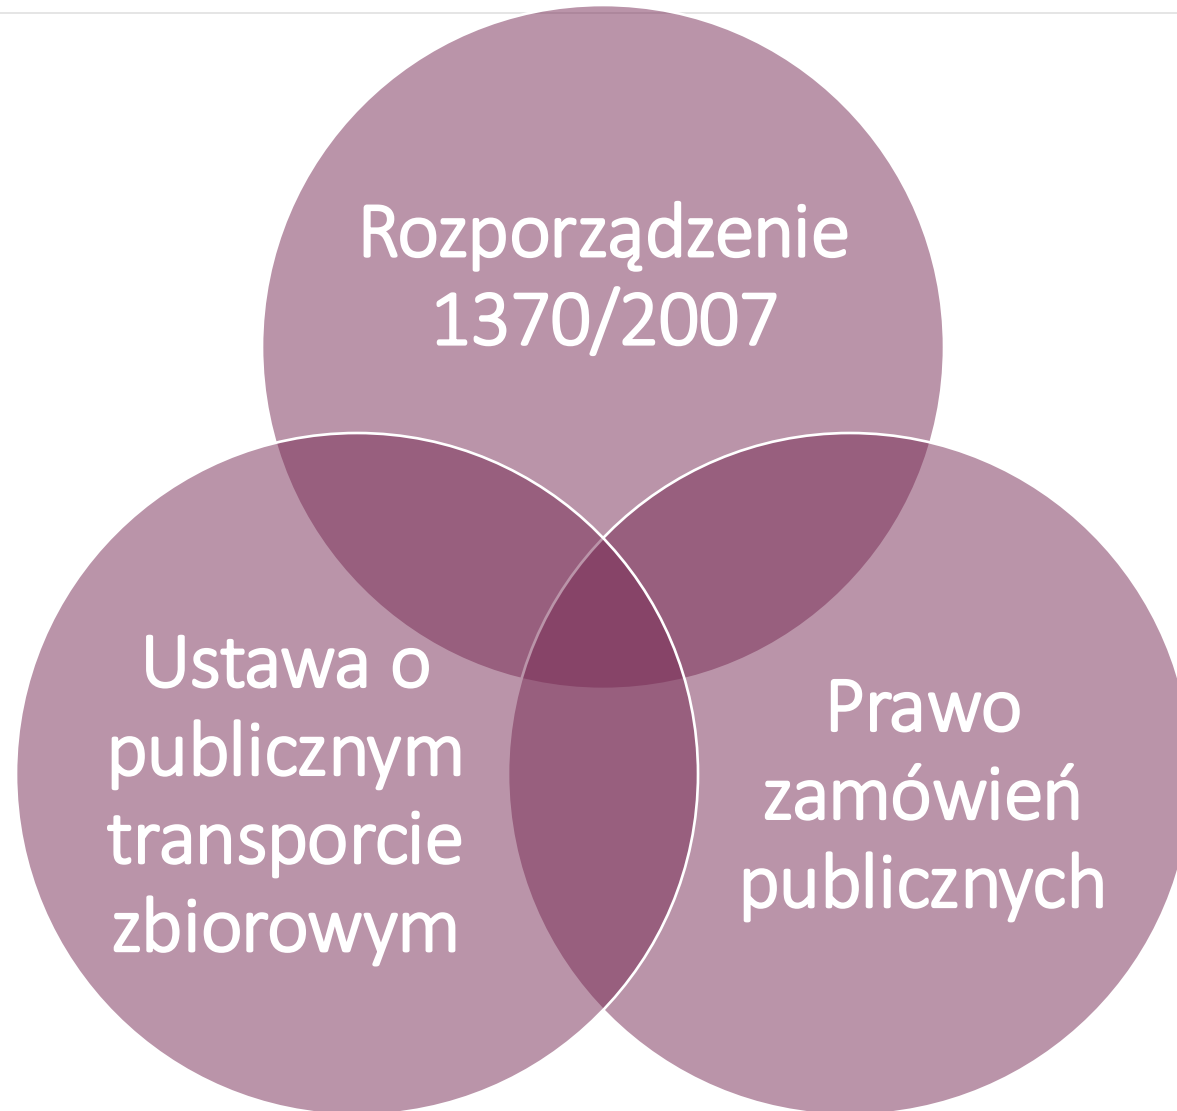 Rozporządzenie
1370/2007
Ustawa o
publicznym
transporcie
zbiorowym
Prawo
zamówień
publicznych